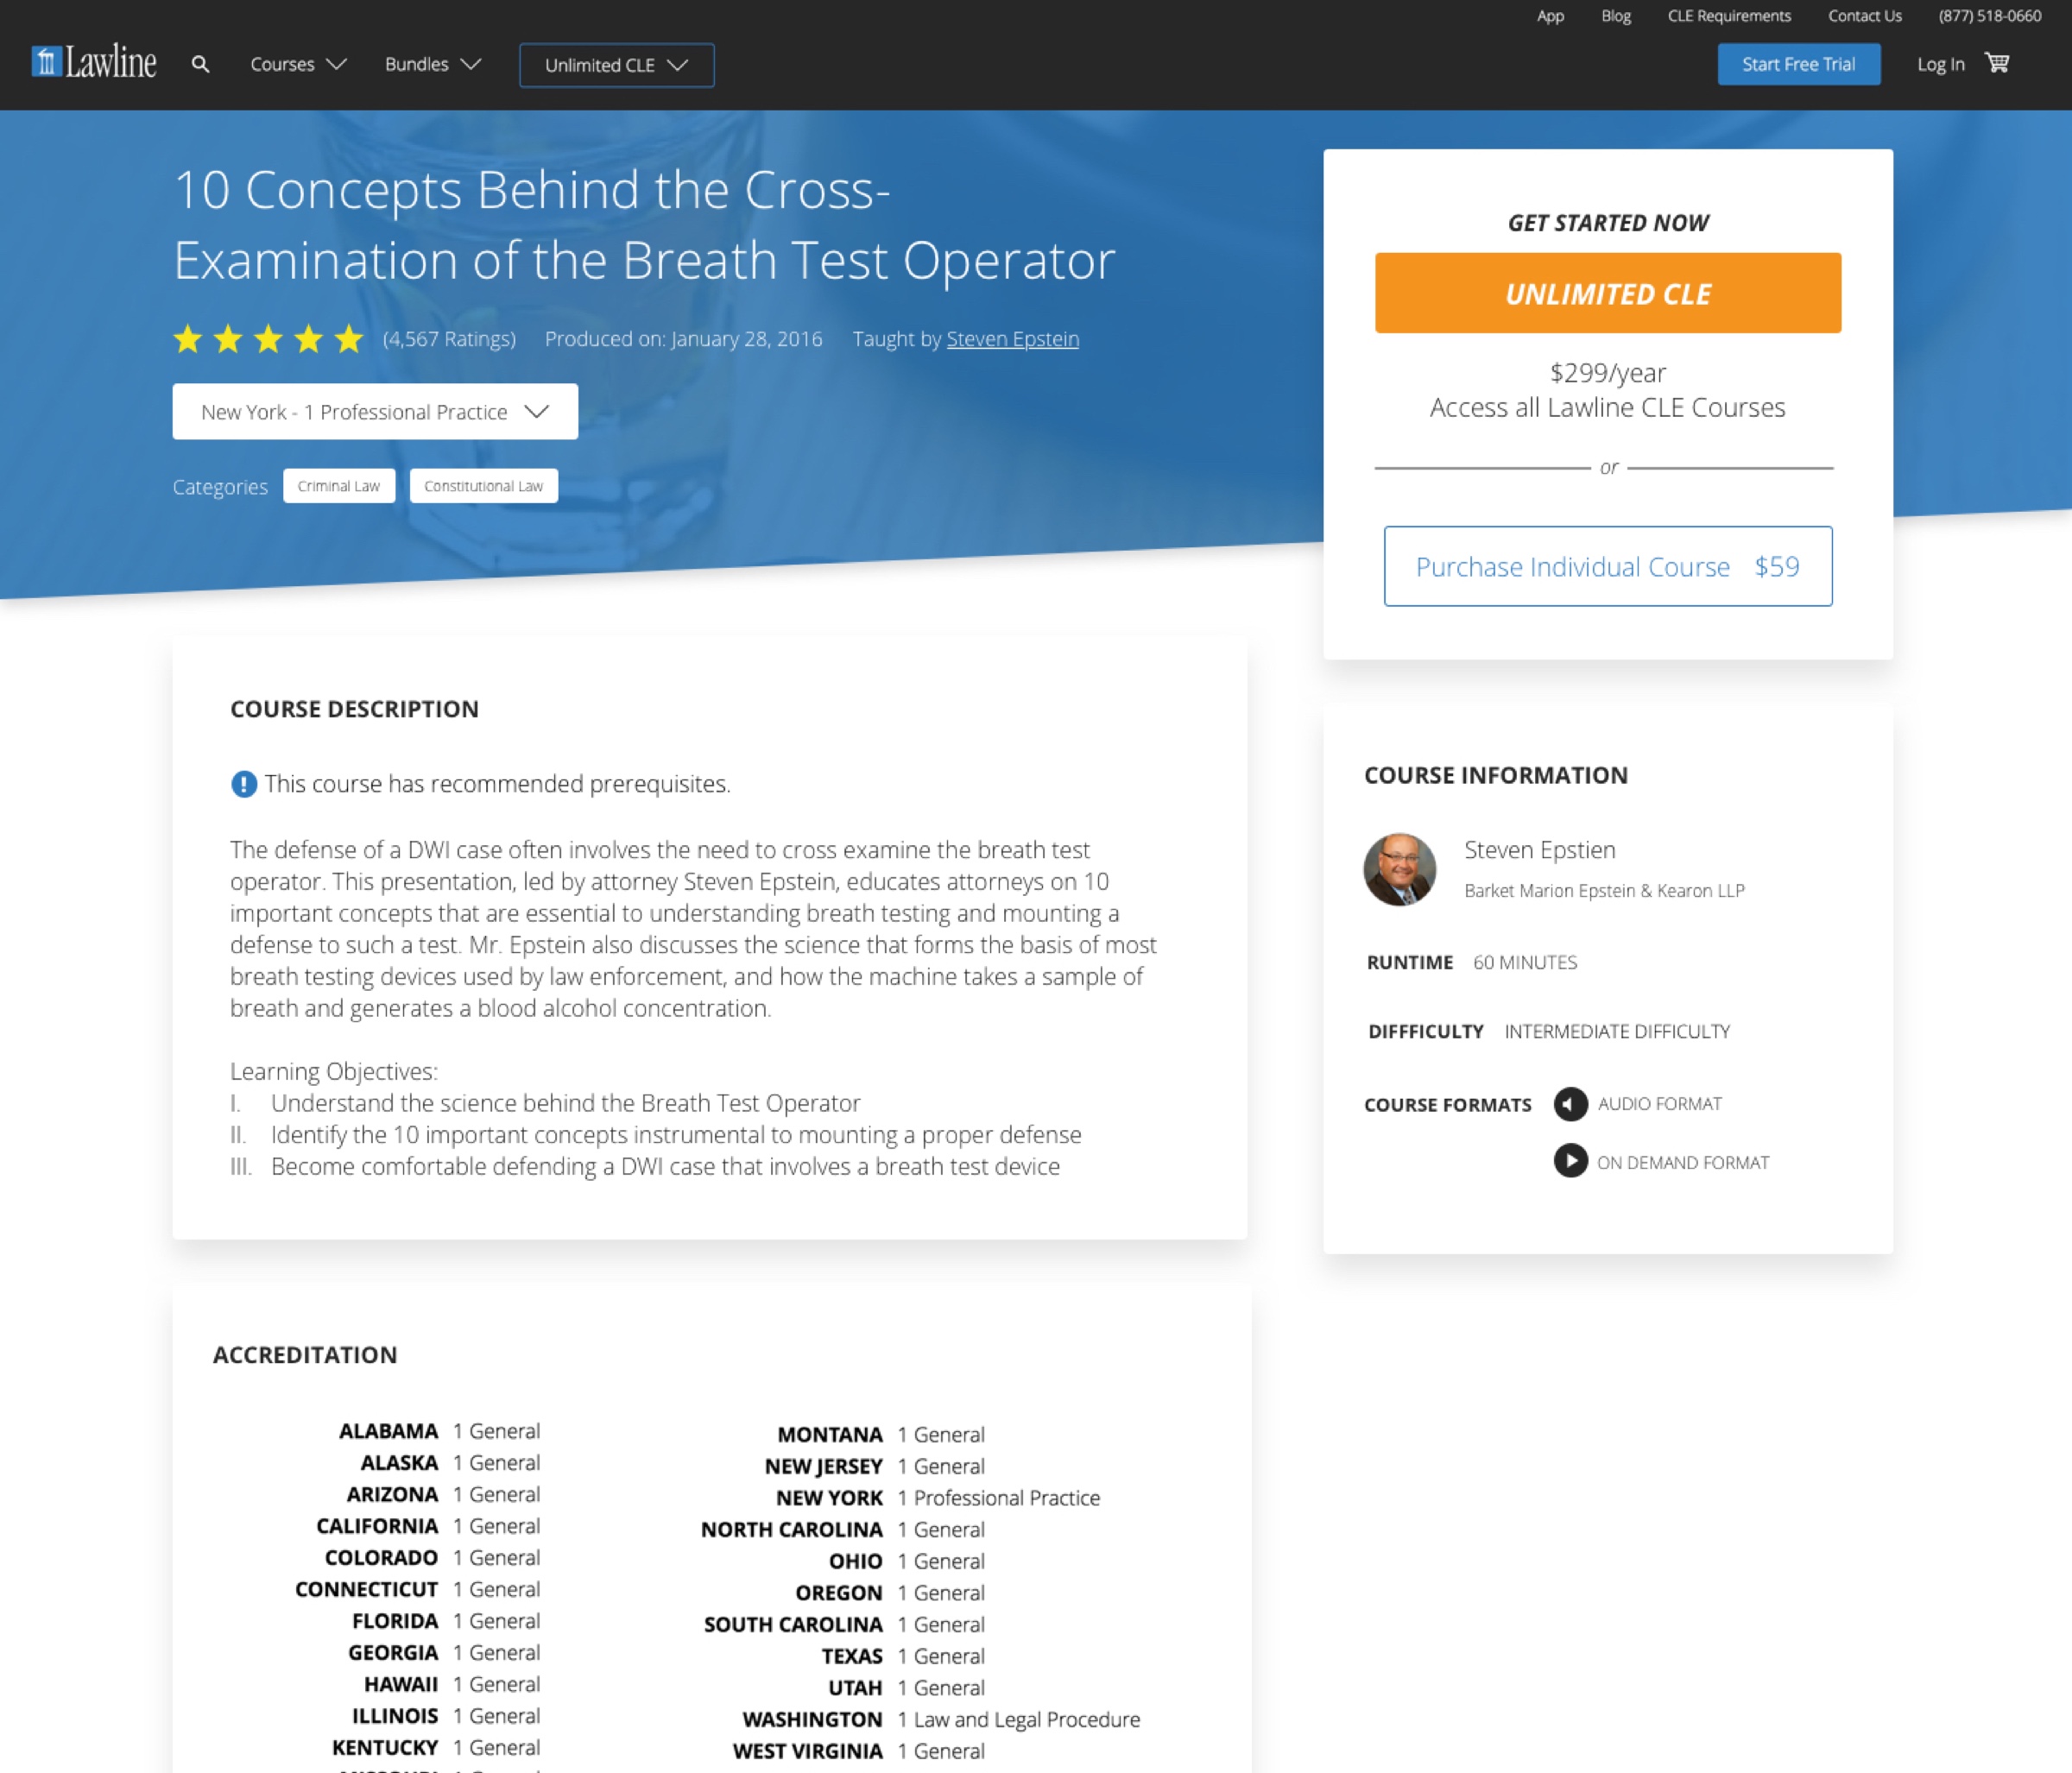 App Blog CLE Requirements Contact Us (877) 518-0660
Lawline Courses Bundles Unlimited CLE Start Free Trial Log In
10 Concepts Behind the Cross-
Examination of the Breath Test Operator
(4,567 Ratings) Produced on: January 28, 2016 Taught by Steven Epstein
New York - 1 Professional Practice
Categories Criminal Law Constitutional Law
GET STARTED NOW
UNLIMITED CLE
$299/year
Access all Lawline CLE Courses
or
Purchase Individual Course $59
COURSE DESCRIPTION
This course has recommended prerequisites.
The defense of a DWI case often involves the need to cross examine the breath test
operator. This presentation, led by attorney Steven Epstein, educates attorneys on 10
important concepts that are essential to understanding breath testing and mounting a
defense to such a test. Mr. Epstein also discusses the science that forms the basis of most
breath testing devices used by law enforcement, and how the machine takes a sample of
breath and generates a blood alcohol concentration.
Learning Objectives:
I. Understand the science behind the Breath Test Operator
II. Identify the 10 important concepts instrumental to mounting a proper defense
III. Become comfortable defending a DWI case that involves a breath test device
COURSE INFORMATION
Steven Epstien
Barket Marion Epstein & Kearon LLP
RUNTIME 60 MINUTES
DIFFFICULTY INTERMEDIATE DIFFICULTY
COURSE FORMATS AUDIO FORMAT
ON DEMAND FORMAT
ACCREDITATION
ALABAMA 1 General
ALASKA 1 General
ARIZONA 1 General
CALIFORNIA 1 General
COLORADO 1 General
CONNECTICUT 1 General
FLORIDA 1 General
GEORGIA 1 General
HAWAII 1 General
ILLINOIS 1 General
KENTUCKY 1 General
MONTANA 1 General
NEW JERSEY 1 General
NEW YORK 1 Professional Practice
NORTH CAROLINA 1 General
OHIO 1 General
OREGON 1 General
SOUTH CAROLINA 1 General
TEXAS 1 General
UTAH 1 General
WASHINGTON 1 Law and Legal Procedure
WEST VIRGINIA 1 General